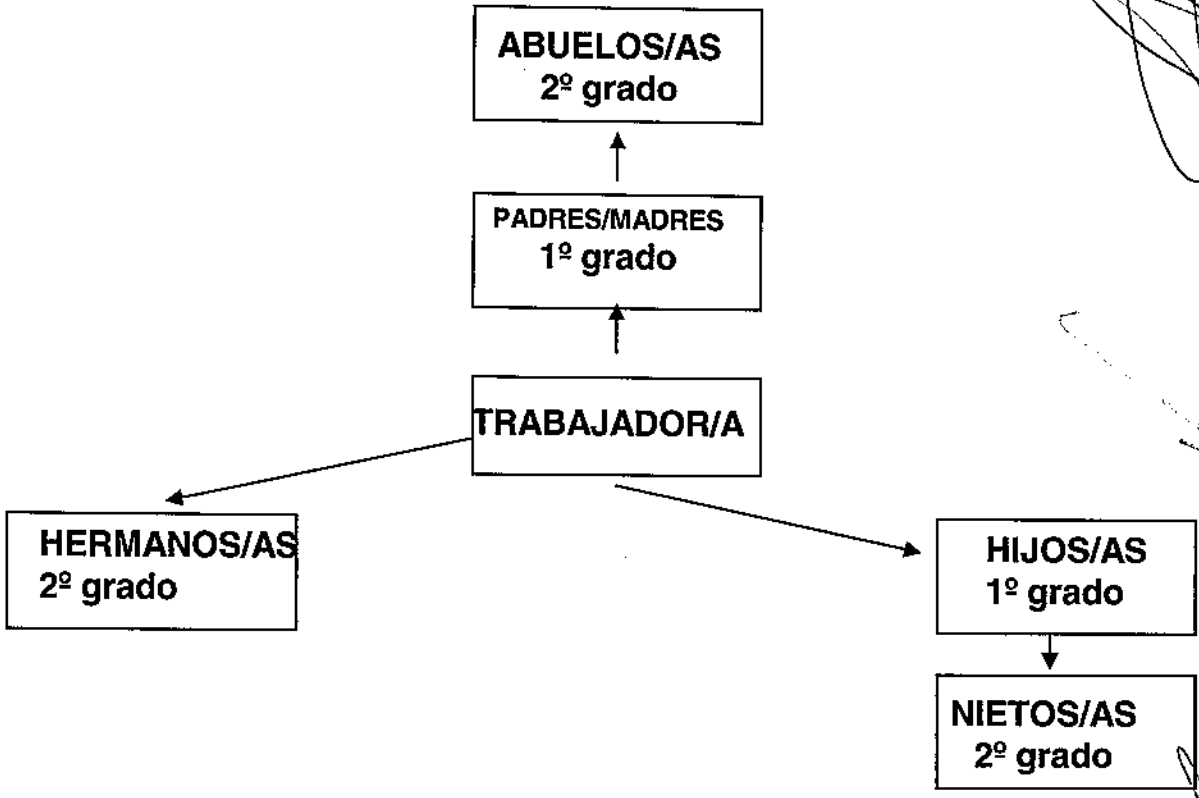 ABUELOS/AS
2º grado
PADRES/MADRES
1º grado
TRABAJADOR/A
HERMANOS/AS
2º grado
HIJOS/AS
1º grado
NIETOS/AS
2º grado